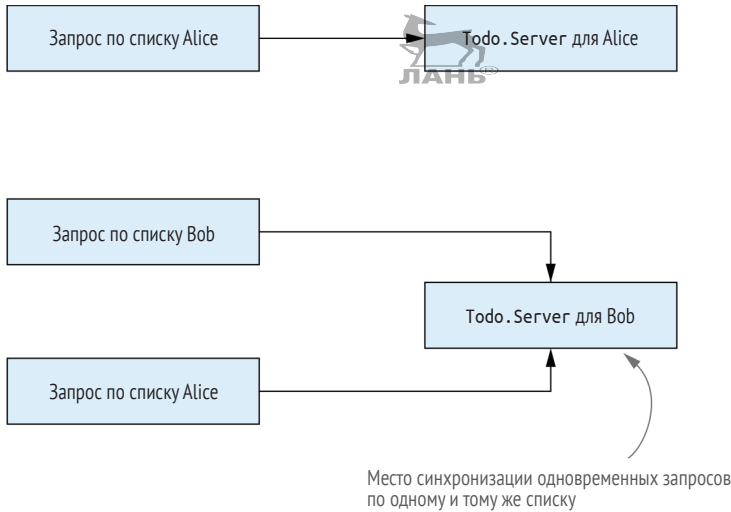 Запрос по списку Alice
Todo.Server для Alice
ЛАНЬ®
Запрос по списку Bob
Todo.Server для Bob
Запрос по списку Alice
Место синхронизации одновременных запросов
по одному и тому же списку